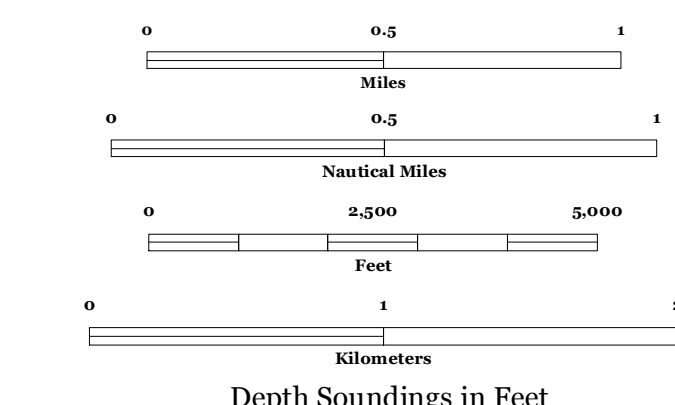 0 0.5 1
Miles
0 0.5 1
Nautical Miles
0 2,500 5,000
Feet
0 1
Kilometers
Depth Soundings in Feet